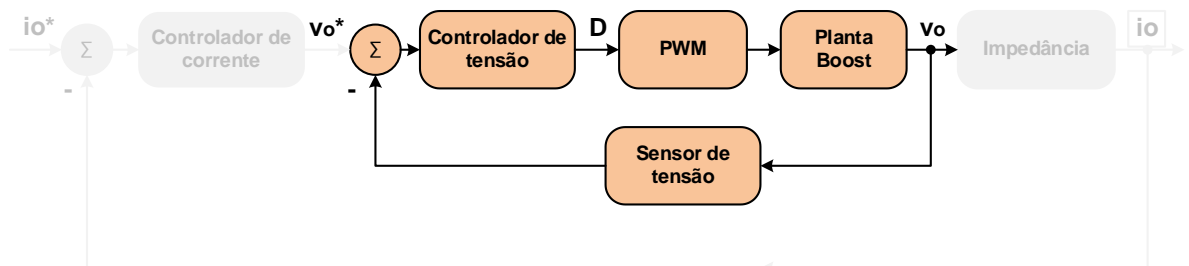 io*
Σ
-
Controlador de
corrente
vo*
Σ
-
Controlador de
tensão
D
PWM
Planta
Boost
vo
Impedância
io
Sensor de
tensão